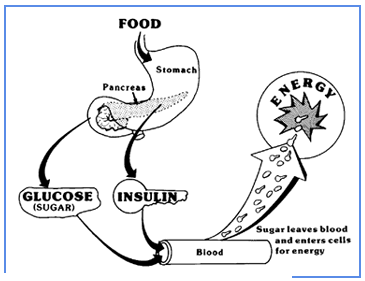 FOOD
Stomach
Pancreas
ENERGY
GLUCOSE
(SUGAR)
INSULIN
Sugar leaves blood
and enters cells
for energy
Blood